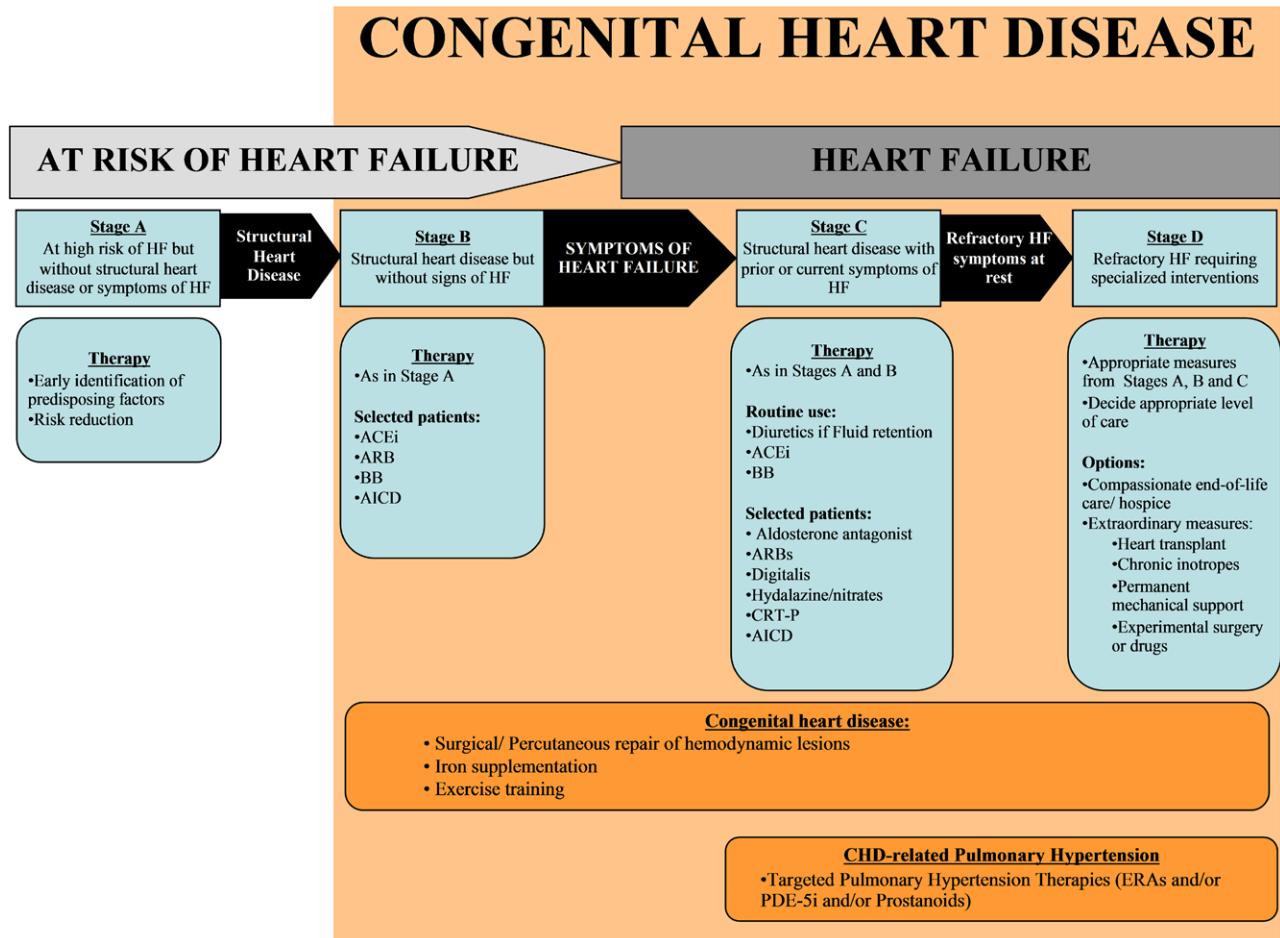 CONGENITAL HEART DISEASE
AT RISK OF HEART FAILURE
HEART FAILURE
Stage A
At high risk of HF but
without structural heart
disease or symptoms of HF
Structural
Heart
Disease
Stage B
Structural heart disease but
without signs of HF
SYMPTOMS OF
HEART FAILURE
Stage C
Structural heart disease with
prior or current symptoms of
HF
Refractory HF
symptoms at
rest
Stage D
Refractory HF requiring
specialized interventions
Therapy
•Early identification of
predisposing factors
•Risk reduction
Therapy
•As in Stage A
Selected patients:
•ACEi
•ARB
•BB
•AICD
Therapy
•As in Stages A and B
Routine use:
•Diuretics if Fluid retention
•ACEi
•BB
Selected patients:
• Aldosterone antagonist
•ARBs
•Digitalis
•Hydalazine/nitrates
•CRT-P
•AICD
Therapy
•Appropriate measures
from Stages A, B and C
•Decide appropriate level
of care
Options:
•Compassionate end-of-life
care/ hospice
•Extraordinary measures:
•Heart transplant
•Chronic inotropes
•Permanent
mechanical support
•Experimental surgery
or drugs
Congenital heart disease:
• Surgical/ Percutaneous repair of hemodynamic lesions
• Iron supplementation
• Exercise training
CHD-related Pulmonary Hypertension
•Targeted Pulmonary Hypertension Therapies (ERAs and/or
PDE-5i and/or Prostanoids)